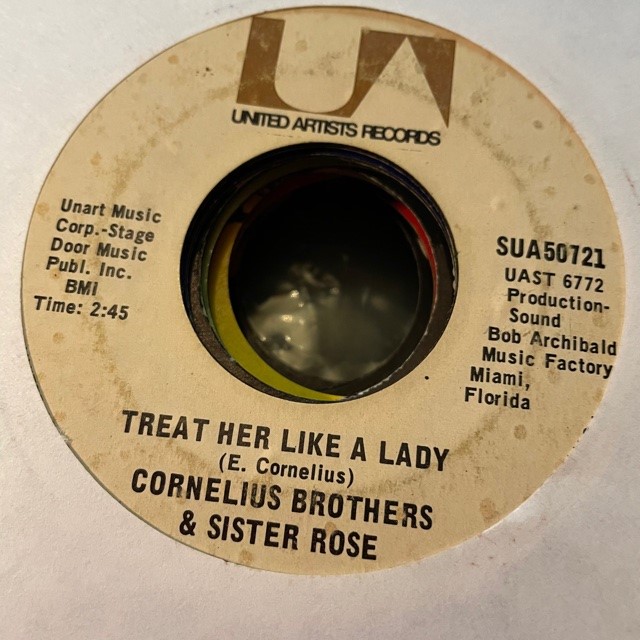 UA
UNITED ARTISTS RECORDS
Unart Music
Corp.-Stage
Door Music
Publ. Inc.
BMI
Time: 2:45
SUA50721
UAST 6772
Production-
Sound
Bob Archibald
Music Factory
Miami,
Florida
TREAT HER LIKE A LADY
(E. Cornelius)
CORNELIUS BROTHERS
& SISTER ROSE